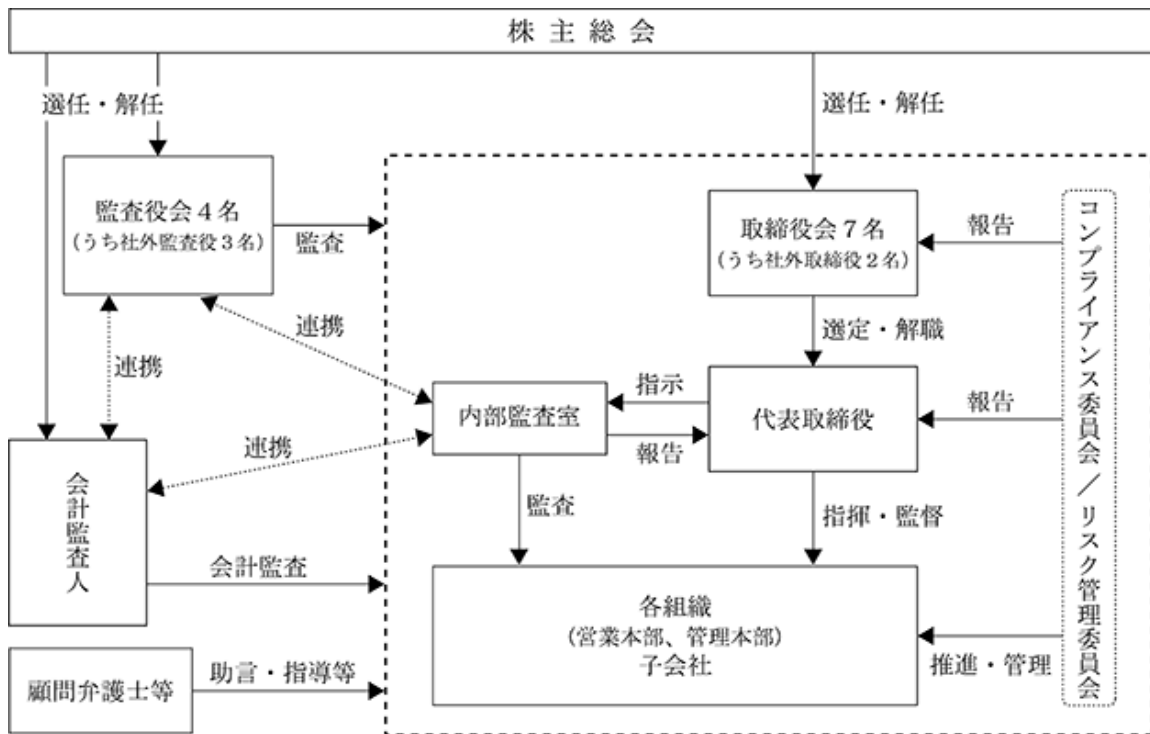 株主総会
選任・解任
選任・解任
監査役会4名
(うち社外監査役3名)
監査
取締役会7名
(うち社外取締役2名)
報告
コンプライアンス委員会/リスク管理委員会
連携
連携
選定・解職
内部監査室
指示
報告
代表取締役
報告
連携
会計監査人
監査
指揮・監督
会計監査
各組織
(営業本部、管理本部)
子会社
推進・管理
顧問弁護士等
助言・指導等